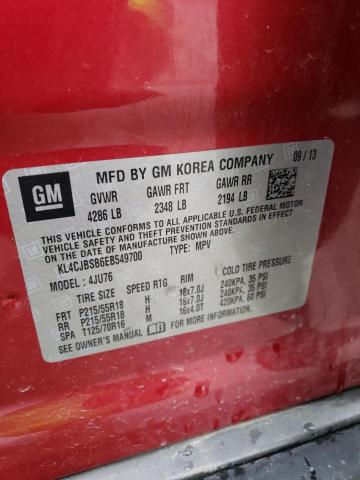 GM
MFD BY GM KOREA COMPANY 09/13
GVWR GAWR FRT GAWR RR
4286 LB 2348 LB 2194 LB
THIS VEHICLE CONFORMS TO ALL APPLICABLE U.S. FEDERAL MOTOR
VEHICLE SAFETY, BUMPER, AND THEFT PREVENTION STANDARDS IN EFFECT ON
THE DATE OF MANUFACTURE SHOWN ABOVE.
KL4CJBSB6EB549700 TYPE: MPV
MODEL: 4JU76
TIRE SIZE SPEED RTG RIM COLD TIRE PRESSURE
FRT P215/55R18 H 18x7.0J 240KPA, 35 PSI
RR P215/55R18 H 18x7.0J 240KPA, 35 PSI
SPA T125/70R16 M 16x4.0T 420KPA, 60 PSI
SEE OWNER'S MANUAL FOR MORE INFORMATION.